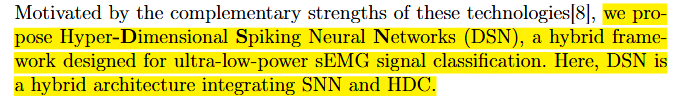 Motivated by the complementary strengths of these technologies[8], we pro-
pose Hyper-Dimensional Spiking Neural Networks (DSN), a hybrid frame-
work designed for ultra-low-power sEMG signal classification. Here, DSN is
a hybrid architecture integrating SNN and HDC.